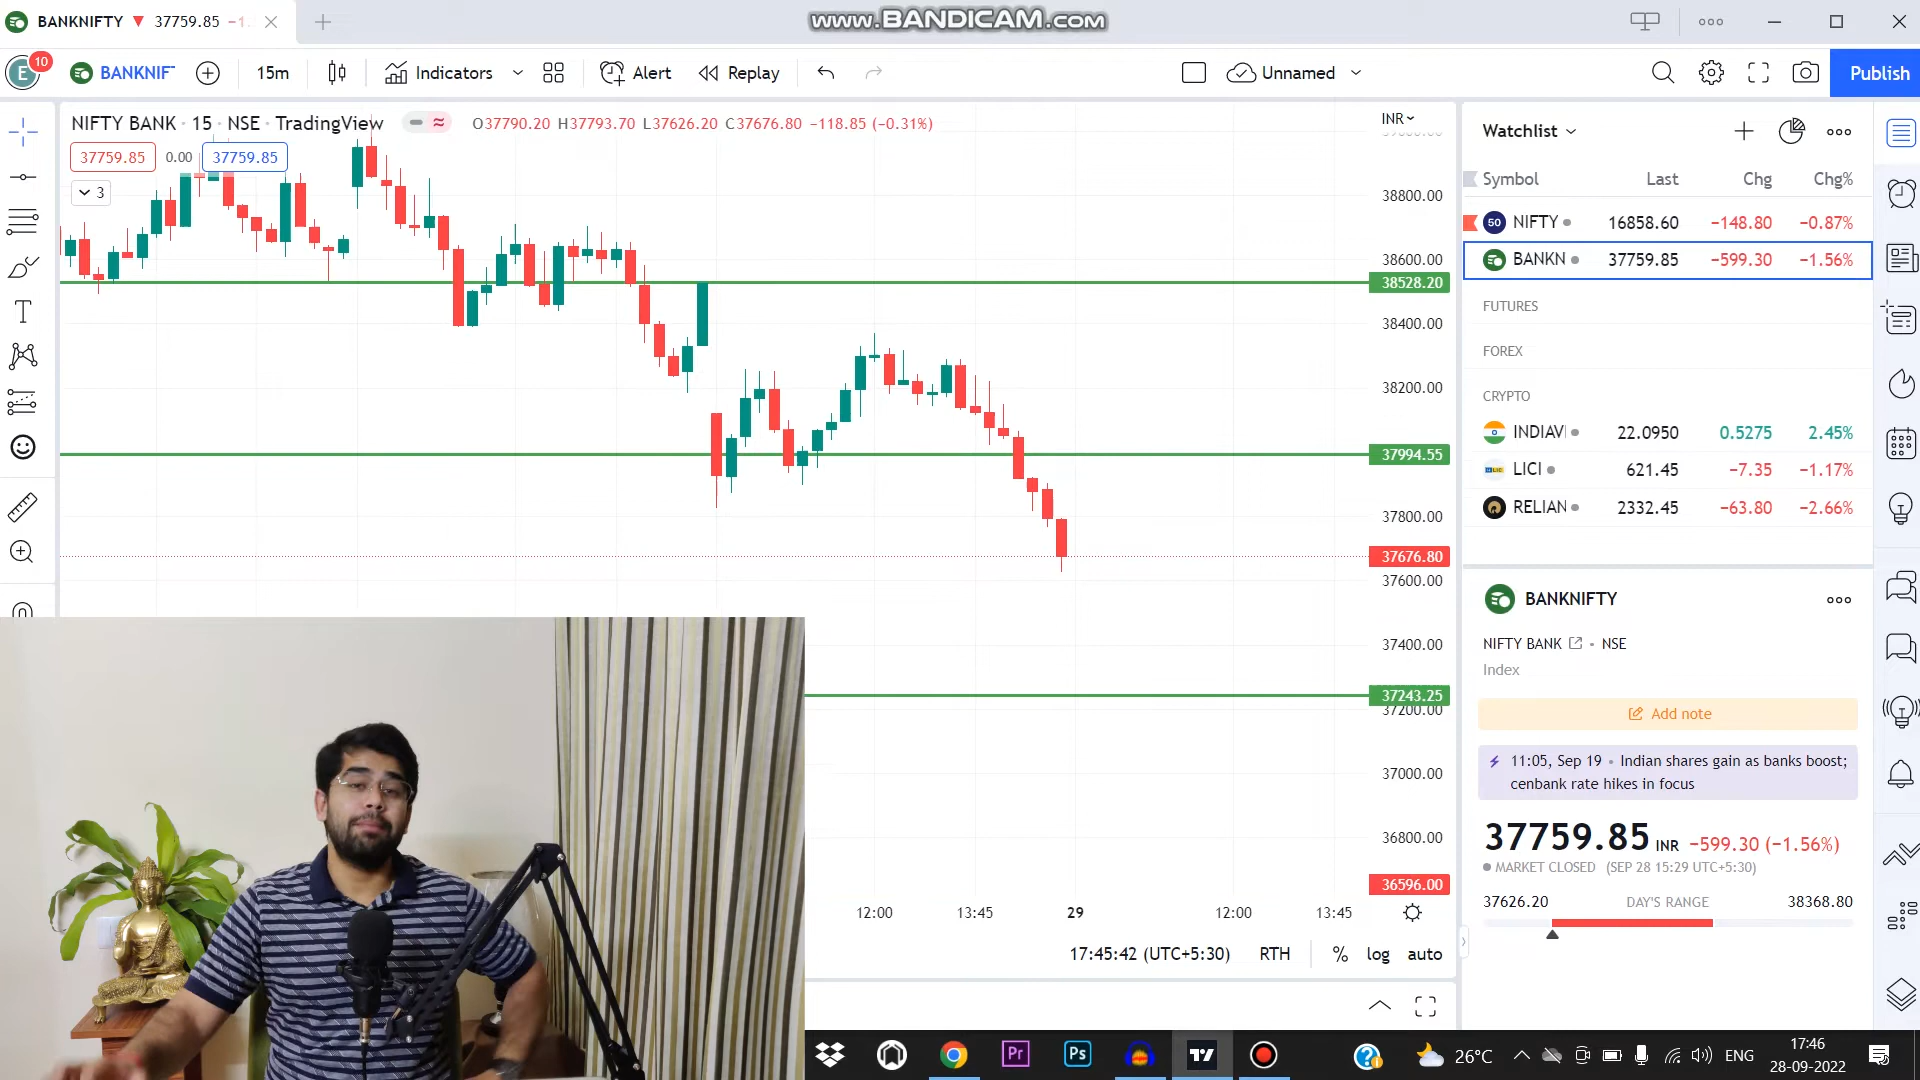 BANKNIFTY ▼ 37759.85 −1.
www.BANDICAM.com
E 10 BANKNIF 15m Indicators Alert Replay Unnamed Publish
NIFTY BANK · 15 · NSE · TradingView O37790.20 H37793.70 L37626.20 C37676.80 −118.85 (−0.31%)
INR
37759.85 0.00 37759.85
3
38800.00
38600.00
38528.20
38400.00
38200.00
37994.55
37800.00
37676.80
37600.00
37400.00
37243.25
37200.00
37000.00
36800.00
36596.00
12:00 13:45 29 12:00 13:45
17:45:42 (UTC+5:30) RTH % log auto
Watchlist
Symbol Last Chg Chg%
50 NIFTY 16858.60 −148.80 −0.87%
BANKN 37759.85 −599.30 −1.56%
FUTURES
FOREX
CRYPTO
INDIAVI 22.0950 0.5275 2.45%
LICI 621.45 −7.35 −1.17%
RELIAN 2332.45 −63.80 −2.66%
BANKNIFTY
NIFTY BANK · NSE
Index
Add note
11:05, Sep 19 · Indian shares gain as banks boost;
cenbank rate hikes in focus
37759.85 INR −599.30 (−1.56%)
MARKET CLOSED (SEP 28 15:29 UTC+5:30)
37626.20 DAY'S RANGE 38368.80
Pr Ps 26°C ENG
17:46
28-09-2022